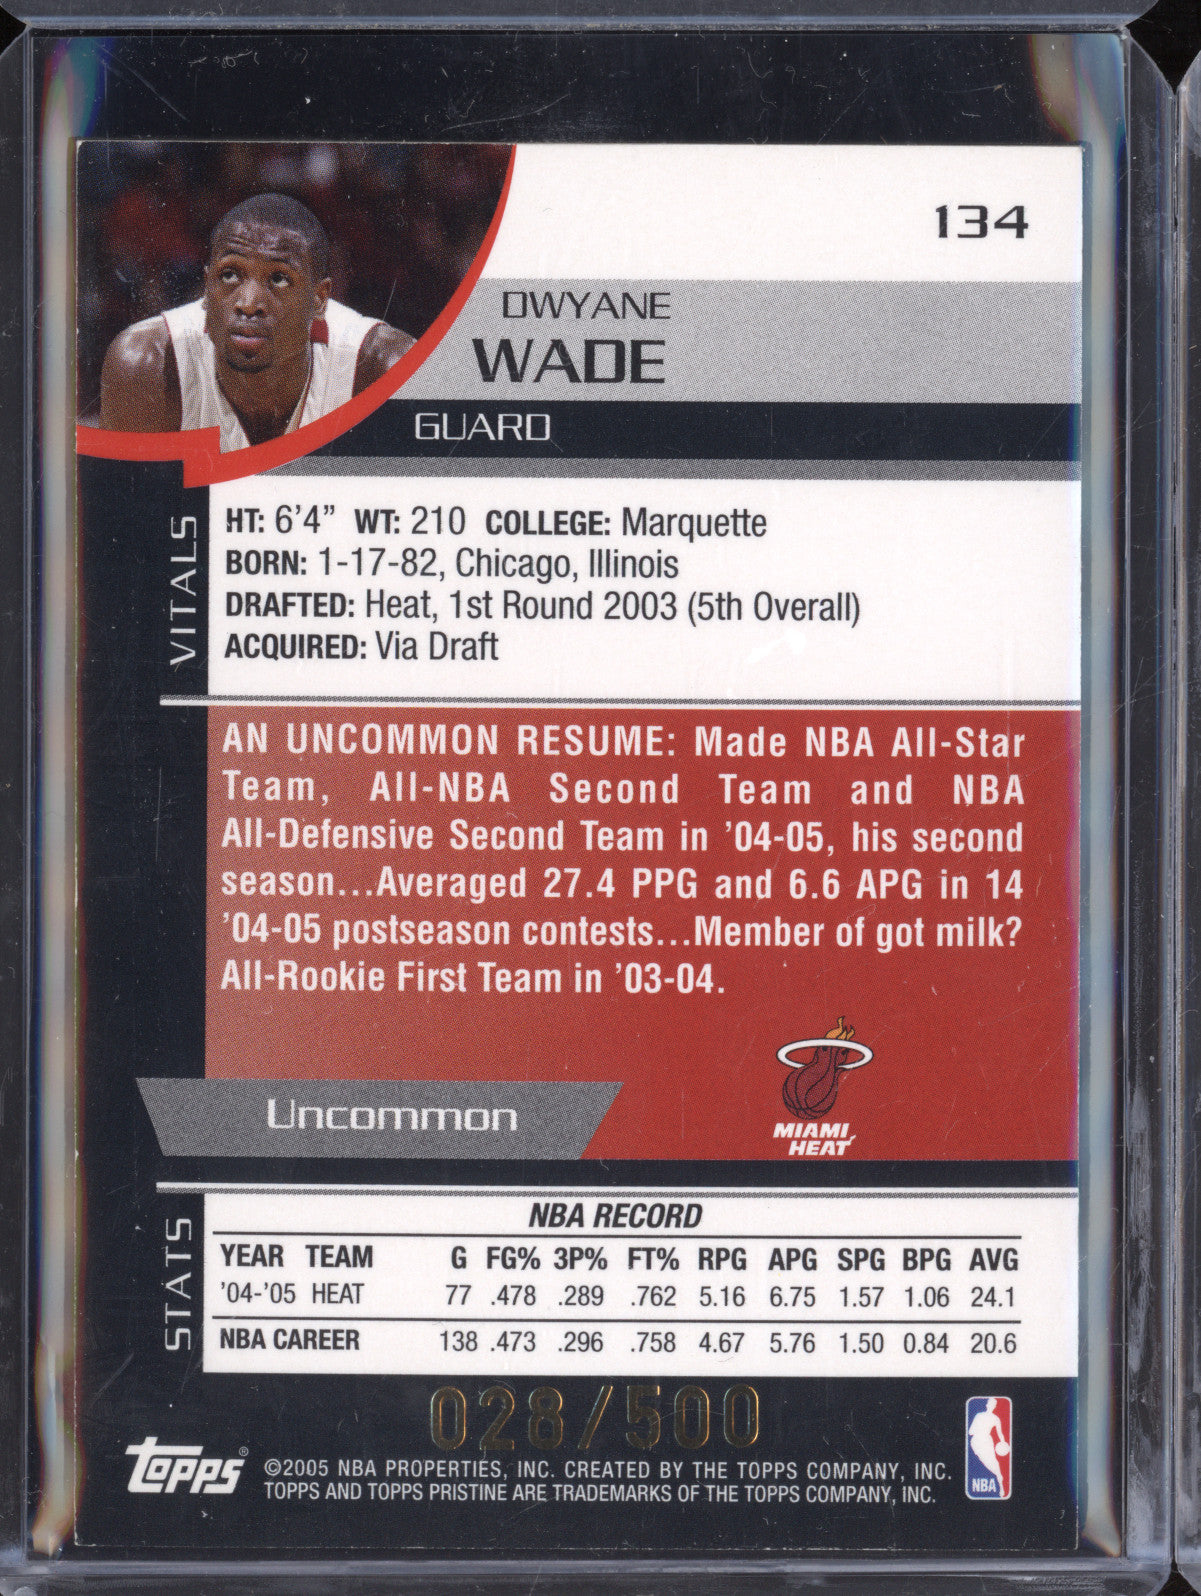 134
DWYANE
WADE
GUARD
VITALS
HT: 6'4” WT: 210 COLLEGE: Marquette
BORN: 1-17-82, Chicago, Illinois
DRAFTED: Heat, 1st Round 2003 (5th Overall)
ACQUIRED: Via Draft
AN UNCOMMON RESUME: Made NBA All-Star
Team, All-NBA Second Team and NBA
All-Defensive Second Team in '04-05, his second
season...Averaged 27.4 PPG and 6.6 APG in 14
'04-05 postseason contests...Member of got milk?
All-Rookie First Team in '03-04.
MIAMI
HEAT
Uncommon
STATS
NBA RECORD
YEAR TEAM G FG% 3P% FT% RPG APG SPG BPG AVG
'04-'05 HEAT 77 .478 .289 .762 5.16 6.75 1.57 1.06 24.1
NBA CAREER 138 .473 .296 .758 4.67 5.76 1.50 0.84 20.6
028/500
topps®
©2005 NBA PROPERTIES, INC. CREATED BY THE TOPPS COMPANY, INC.
TOPPS AND TOPPS PRISTINE ARE TRADEMARKS OF THE TOPPS COMPANY, INC.
NBA